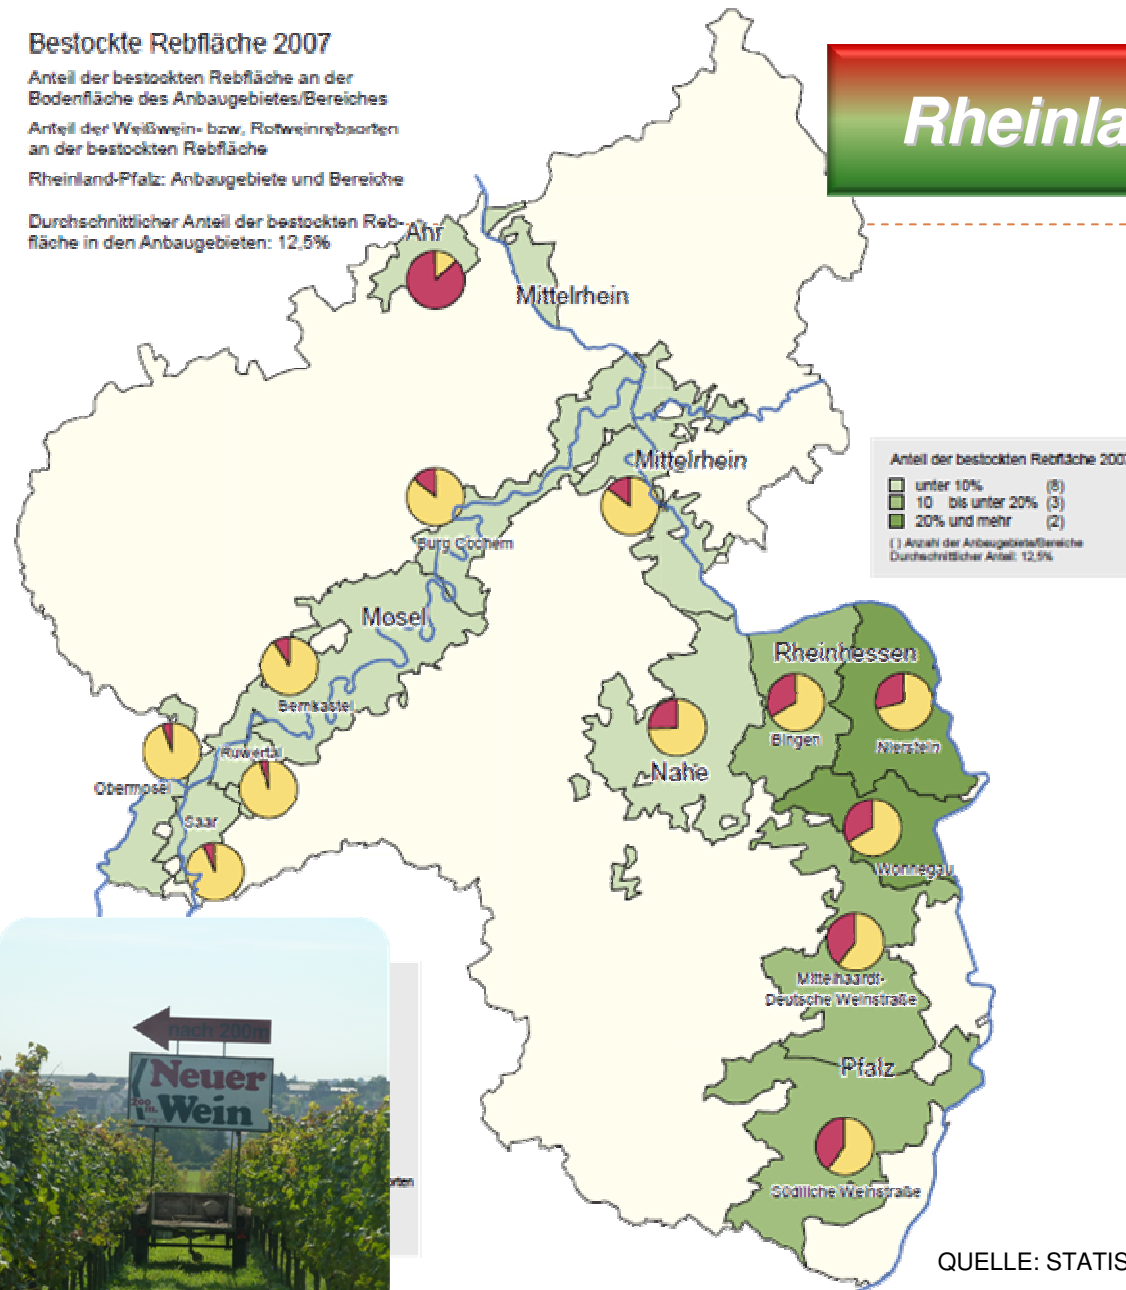 Bestockte Rebfläche 2007
Anteil der bestockten Rebfläche an der
Bodenfläche des Anbaugebietes/Bereiches
Anteil der Weißwein- bzw. Rotweinrebsorten
an der bestockten Rebfläche
Rheinland-Pfalz: Anbaugebiete und Bereiche
Durchschnittlicher Anteil der bestockten Reb-
fläche in den Anbaugebieten: 12,5%
Rheinla
Ahr
Mittelrhein
Mittelrhein
Anteil der bestockten Rebfläche 2007
unter 10% (8)
10 bis unter 20% (3)
20% und mehr (2)
( ) Anzahl der Anbaugebiete/Bereiche
Durchschnittlicher Anteil: 12,5%
Burg Cochem
Mosel
Rheinhessen
Bernkastel
Bingen
Nierstein
Ruwertal
Nahe
Obermosel
Saar
Wonnegau
Mittelhaardt-
Deutsche Weinstraße
nach 200m
Neuer
Wein
200
m.
Pfalz
orten
Südliche Weinstraße
QUELLE: STATIS